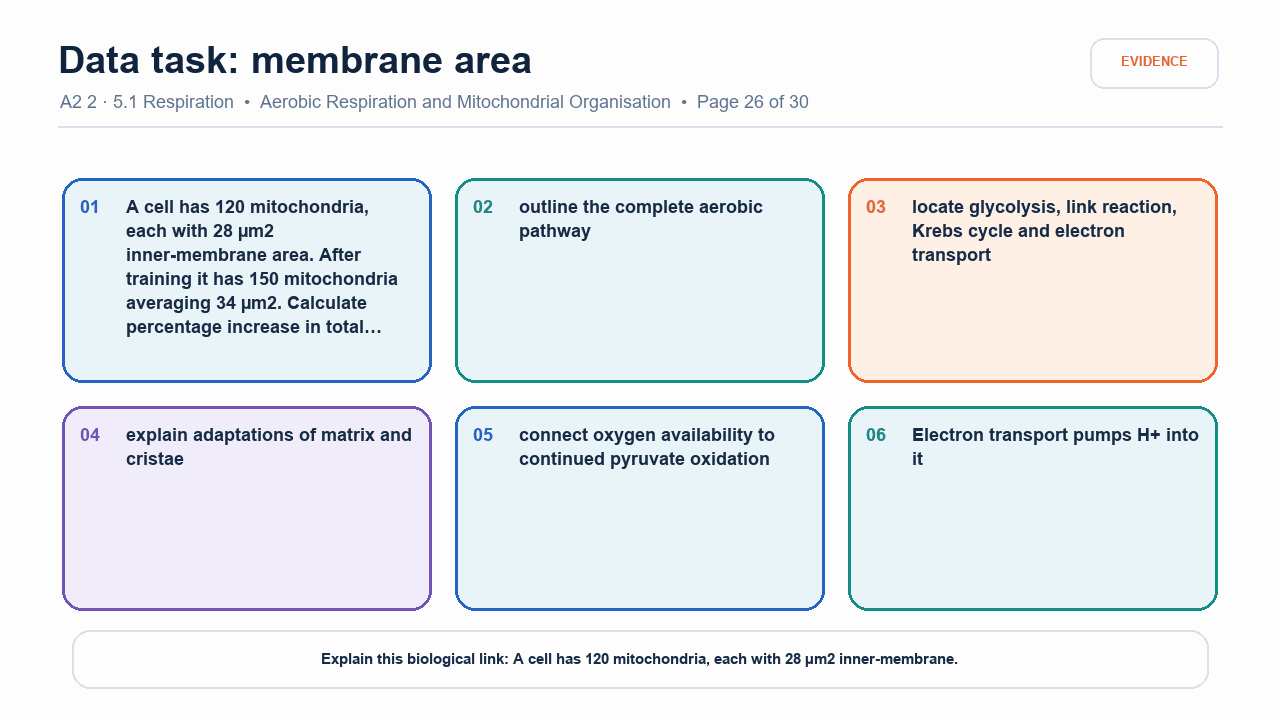 Data task: membrane area
EVIDENCE
A2 2 · 5.1 Respiration • Aerobic Respiration and Mitochondrial Organisation • Page 26 of 30
01
A cell has 120 mitochondria,
each with 28 µm2
inner-membrane area. After
training it has 150 mitochondria
averaging 34 µm2. Calculate
percentage increase in total…
02
outline the complete aerobic
pathway
03
locate glycolysis, link reaction,
Krebs cycle and electron
transport
04
explain adaptations of matrix and
cristae
05
connect oxygen availability to
continued pyruvate oxidation
06
Electron transport pumps H+ into
it
Explain this biological link: A cell has 120 mitochondria, each with 28 µm2 inner-membrane.